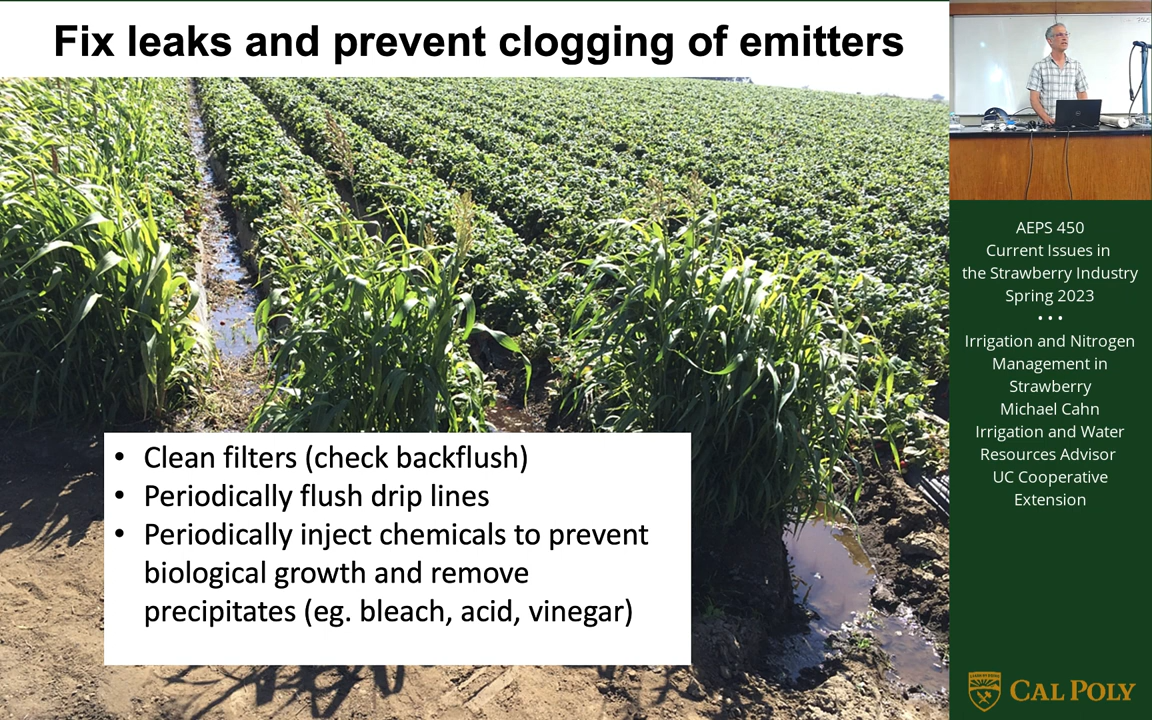 Fix leaks and prevent clogging of emitters
• Clean filters (check backflush)
• Periodically flush drip lines
• Periodically inject chemicals to prevent
biological growth and remove
precipitates (eg. bleach, acid, vinegar)
AEPS 450
Current Issues in
the Strawberry Industry
Spring 2023
• • •
Irrigation and Nitrogen
Management in
Strawberry
Michael Cahn
Irrigation and Water
Resources Advisor
UC Cooperative
Extension
CAL POLY